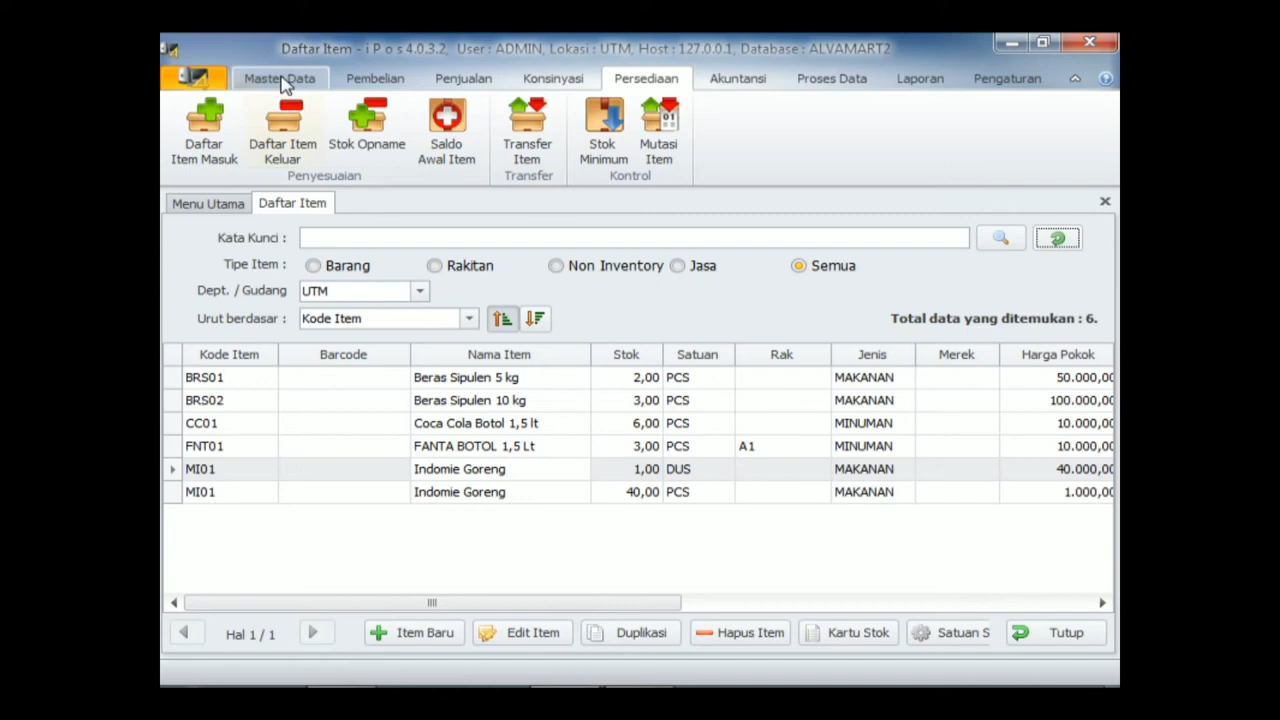 Daftar Item - i P o s 4.0.3.2, User : ADMIN, Lokasi : UTM, Host : 127.0.0.1, Database : ALVAMART2
Master Data Pembelian Penjualan Konsinyasi Persediaan Akuntansi Proses Data Laporan Pengaturan
Daftar Item Masuk
Daftar Item Keluar
Stok Opname
Saldo Awal Item
Transfer Item
Stok Minimum
Mutasi Item
Penyesuaian Transfer Kontrol
Menu Utama Daftar Item
Kata Kunci :
Tipe Item : Barang Rakitan Non Inventory Jasa Semua
Dept. / Gudang UTM
Urut berdasar : Kode Item Total data yang ditemukan : 6.
Kode Item Barcode Nama Item Stok Satuan Rak Jenis Merek Harga Pokok
BRS01 Beras Sipulen 5 kg 2,00 PCS MAKANAN 50.000,00
BRS02 Beras Sipulen 10 kg 3,00 PCS MAKANAN 100.000,00
CC01 Coca Cola Botol 1,5 lt 6,00 PCS MINUMAN 10.000,00
FNT01 FANTA BOTOL 1,5 Lt 3,00 PCS A1 MINUMAN 10.000,00
MI01 Indomie Goreng 1,00 DUS MAKANAN 40.000,00
MI01 Indomie Goreng 40,00 PCS MAKANAN 1.000,00
Hal 1 / 1 Item Baru Edit Item Duplikasi Hapus Item Kartu Stok Satuan S Tutup